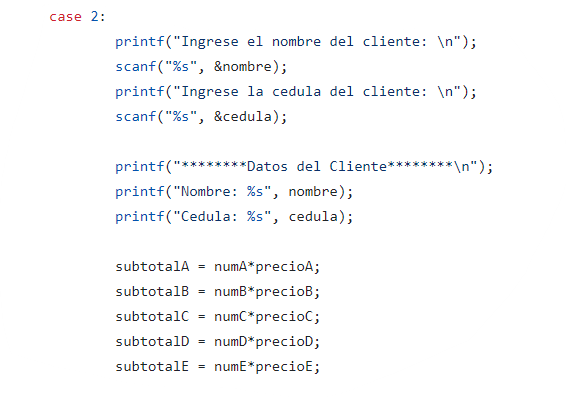 case 2:
printf("Ingrese el nombre del cliente: \n");
scanf("%s", &nombre);
printf("Ingrese la cedula del cliente: \n");
scanf("%s", &cedula);
printf("********Datos del Cliente********\n");
printf("Nombre: %s", nombre);
printf("Cedula: %s", cedula);
subtotalA = numA*precioA;
subtotalB = numB*precioB;
subtotalC = numC*precioC;
subtotalD = numD*precioD;
subtotalE = numE*precioE;